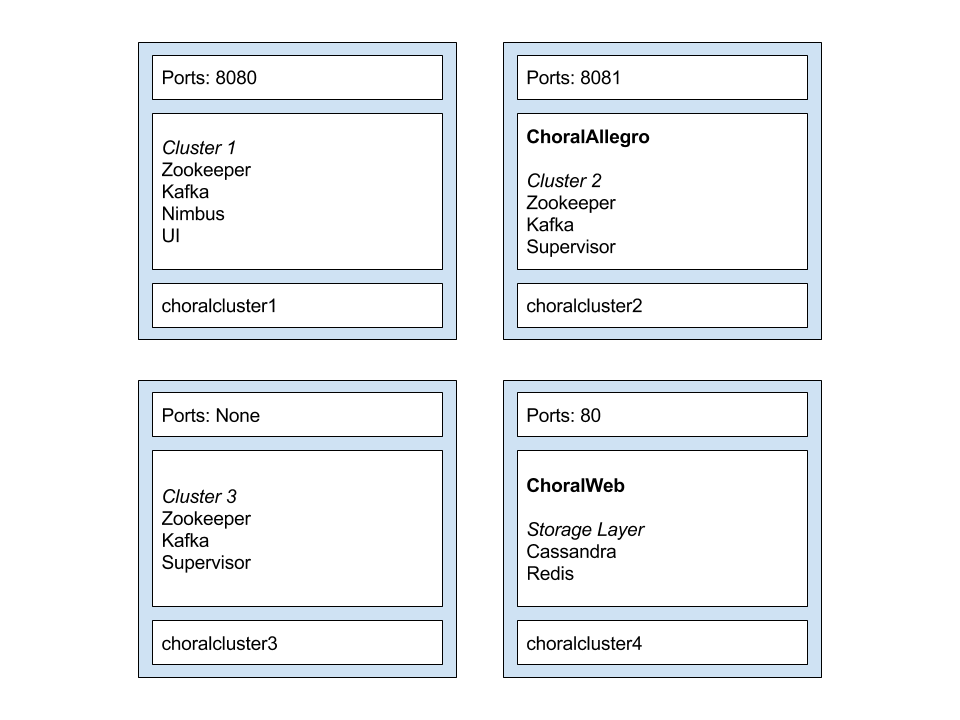 Ports: 8080
Cluster 1
Zookeeper
Kafka
Nimbus
UI
choralcluster1
Ports: 8081
ChoralAllegro
Cluster 2
Zookeeper
Kafka
Supervisor
choralcluster2
Ports: None
Cluster 3
Zookeeper
Kafka
Supervisor
choralcluster3
Ports: 80
ChoralWeb
Storage Layer
Cassandra
Redis
choralcluster4